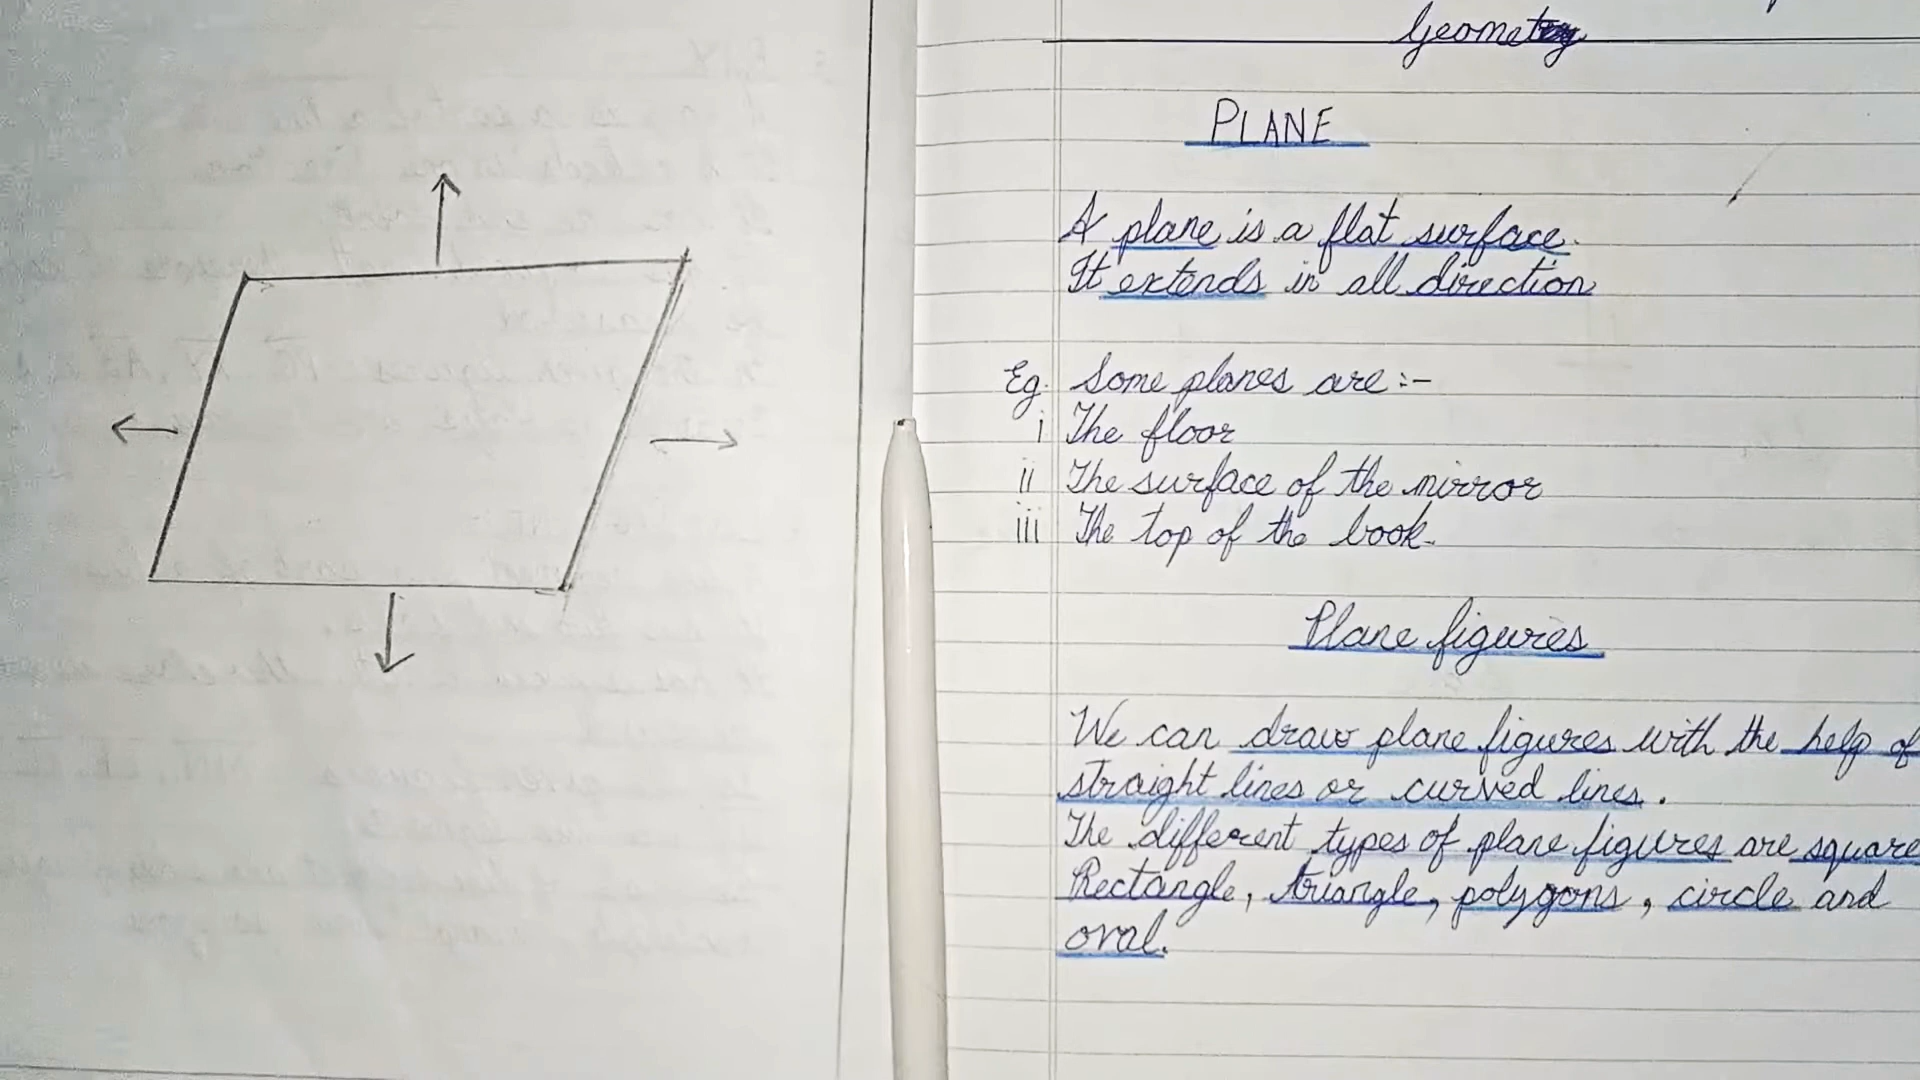 Geometry
PLANE
A plane is a flat surface.
It extends in all direction
Eg. Some planes are :-
i The floor
ii The surface of the mirror
iii The top of the book.
Plane figures
We can draw plane figures with the help of
straight lines or curved lines.
The different types of plane figures are square
Rectangle, triangle, polygons, circle and
oval.